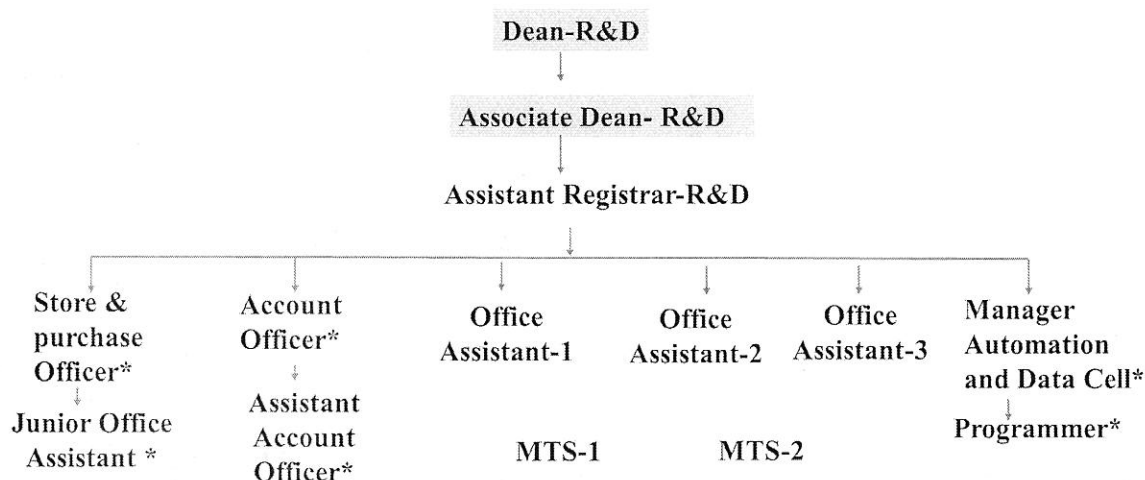 Dean-R&D
Associate Dean- R&D
Assistant Registrar-R&D
Store &
purchase
Officer*
Junior Office
Assistant *
Account
Officer*
Assistant
Account
Officer*
Office
Assistant-1
Office
Assistant-2
Office
Assistant-3
MTS-1
MTS-2
Manager
Automation
and Data Cell*
Programmer*